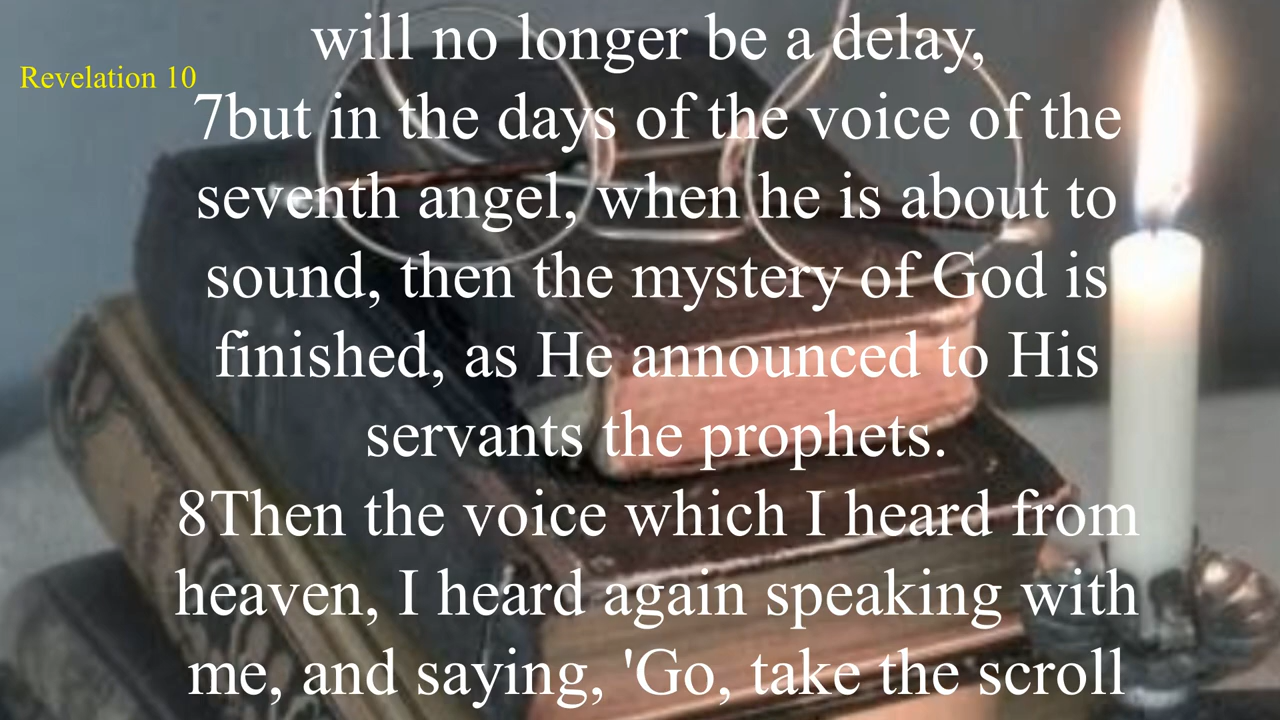 will no longer be a delay,
Revelation 10
7but in the days of the voice of the
seventh angel, when he is about to
sound, then the mystery of God is
finished, as He announced to His
servants the prophets.
8Then the voice which I heard from
heaven, I heard again speaking with
me, and saying, 'Go, take the scroll